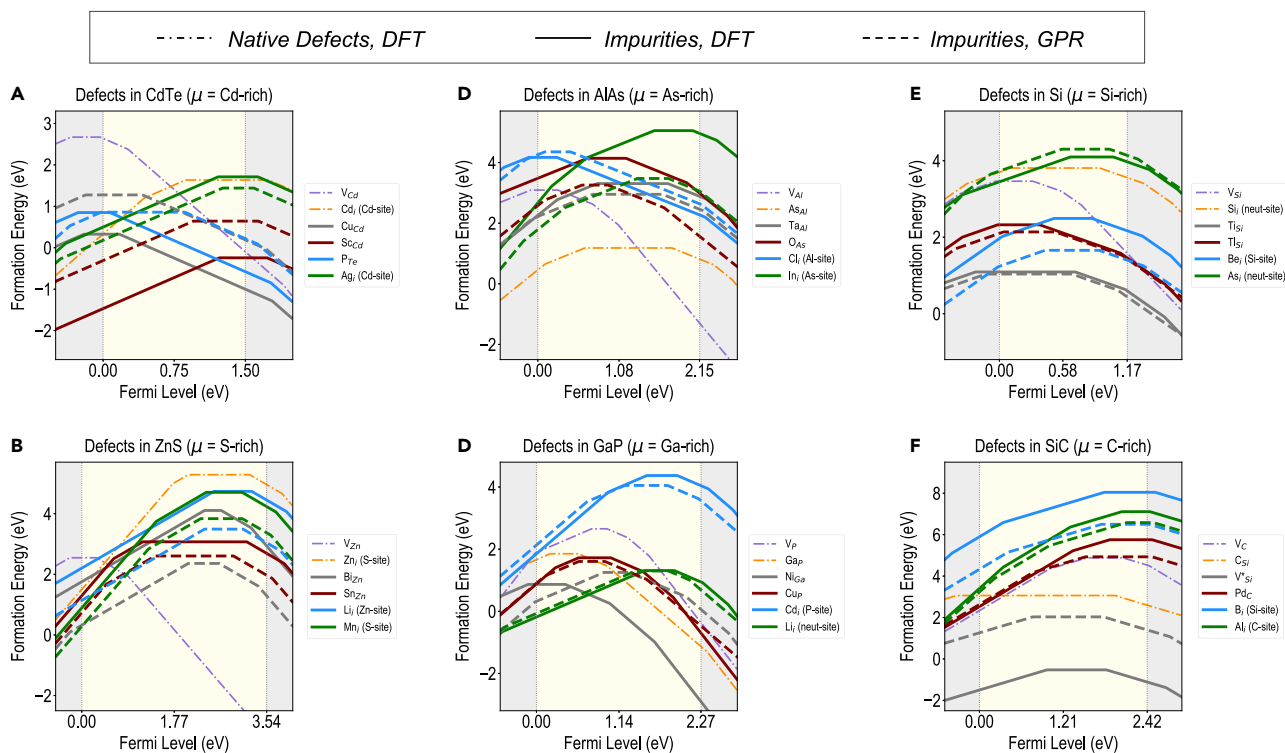 Native Defects, DFT
Impurities, DFT
Impurities, GPR
A
Defects in CdTe (μ = Cd-rich)
Formation Energy (eV)
3
2
1
0
−1
−2
0.00
0.75
1.50
Fermi Level (eV)
V_Cd
Cd_i (Cd-site)
Cu_Cd
Sc_Cd
P_Te
Ag_i (Cd-site)
D
Defects in AlAs (μ = As-rich)
Formation Energy (eV)
4
2
0
−2
0.00
1.08
2.15
Fermi Level (eV)
V_Al
As_Al
Ta_Al
O_As
Cl_i (Al-site)
In_i (As-site)
E
Defects in Si (μ = Si-rich)
Formation Energy (eV)
4
2
0
0.00
0.58
1.17
Fermi Level (eV)
V_Si
Si_i (neut-site)
Ti_Si
Tl_Si
Be_i (Si-site)
As_i (neut-site)
B
Defects in ZnS (μ = S-rich)
Formation Energy (eV)
4
2
0
−2
0.00
1.77
3.54
Fermi Level (eV)
V_Zn
Zn_i (S-site)
Bi_Zn
Sn_Zn
Li_i (Zn-site)
Mn_i (S-site)
D
Defects in GaP (μ = Ga-rich)
Formation Energy (eV)
4
2
0
−2
0.00
1.14
2.27
Fermi Level (eV)
V_P
Ga_P
Ni_Ga
Cu_P
Cd_i (P-site)
Li_i (neut-site)
F
Defects in SiC (μ = C-rich)
Formation Energy (eV)
8
6
4
2
0
−2
0.00
1.21
2.42
Fermi Level (eV)
V_C
C_Si
V*_Si
Pd_C
B_i (Si-site)
Al_i (C-site)